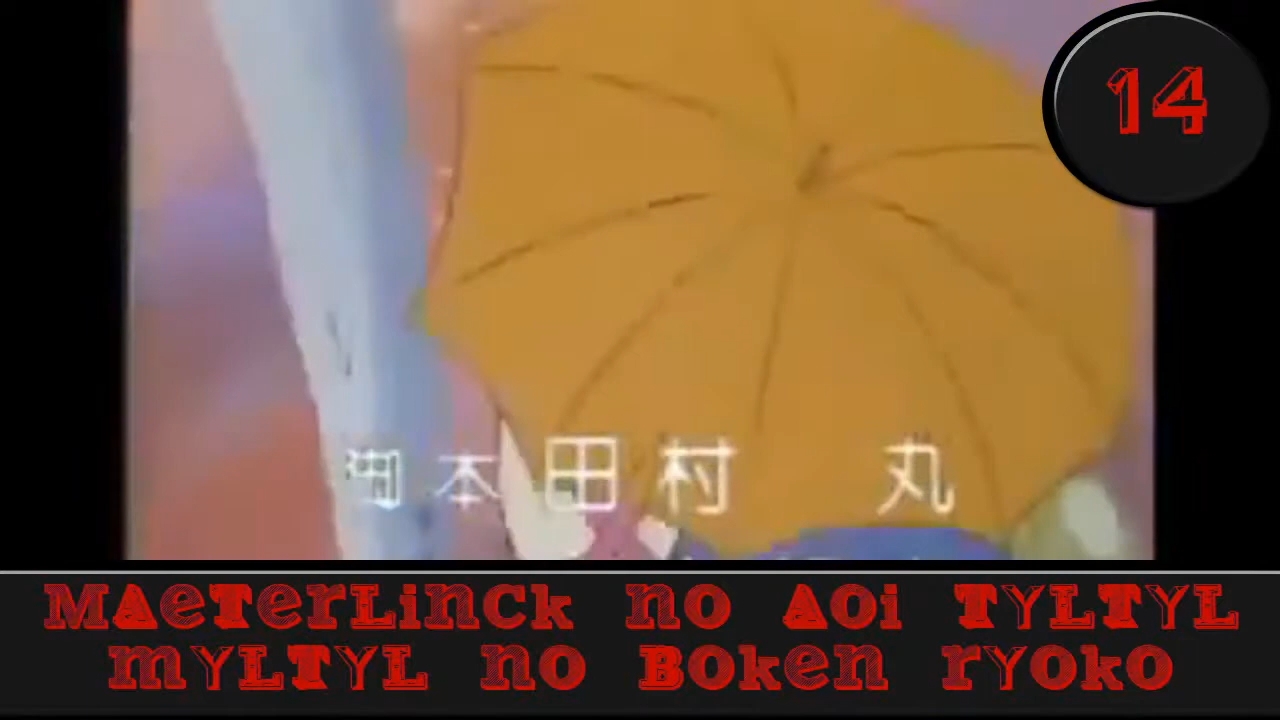 14
脚本 田村 丸
MAeTerLinCk no AOi TYLTYL
mYLTYL no BOken rYOkO